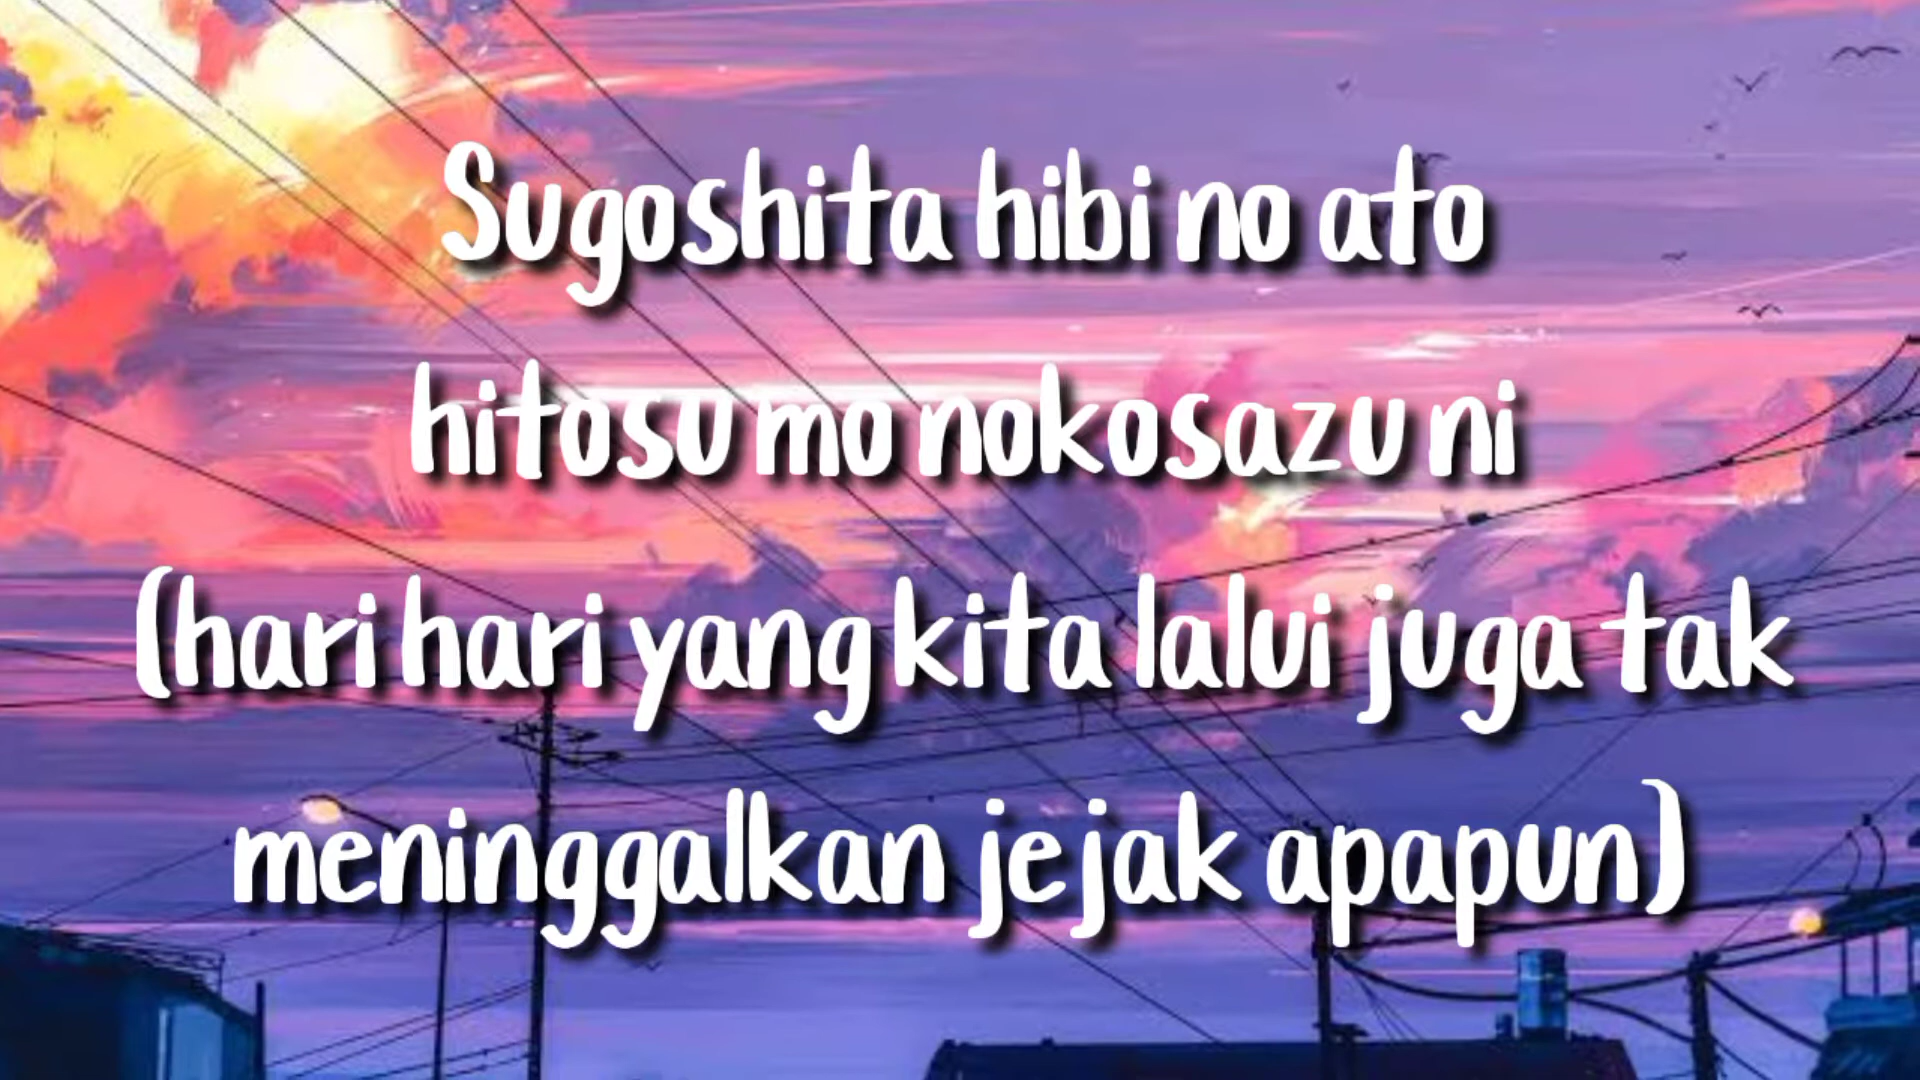 Sugoshita hibi no ato
hitosu mo nokosazu ni
(hari hari yang kita lalui juga tak
meninggalkan jejak apapun)